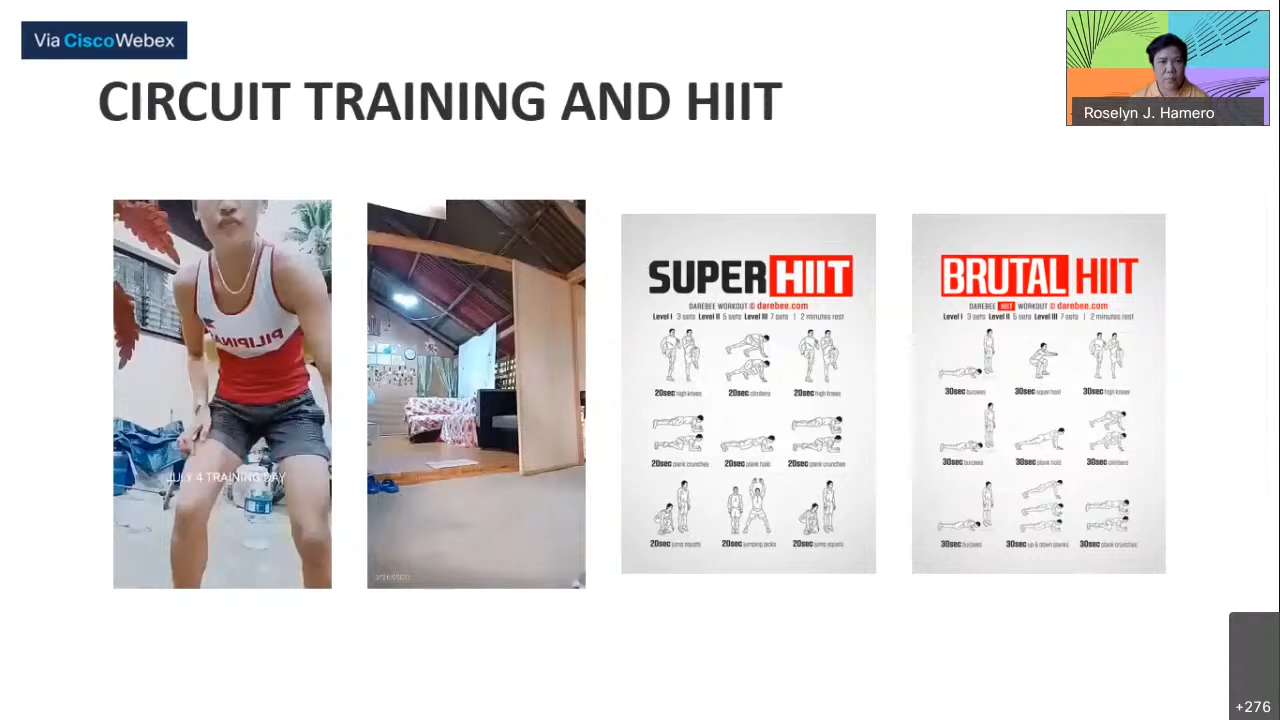 Via CiscoWebex
CIRCUIT TRAINING AND HIIT
Roselyn J. Hamero
PILIPINA
JULY 4 TRAINING DAY
SUPER HIIT
DAREBEE WORKOUT © darebee.com
Level I 3 sets Level II 5 sets Level III 7 sets | 2 minutes rest
20sec high knees 20sec climbers 20sec high knees
20sec plank crunches 20sec plank hold 20sec plank crunches
20sec jump squats 20sec jumping jacks 20sec jump squats
BRUTAL HIIT
DAREBEE HIIT WORKOUT © darebee.com
Level I 3 sets Level II 5 sets Level III 7 sets | 2 minutes rest
30sec burpees 30sec squat hold 30sec high knees
30sec burpees 30sec plank hold 30sec climbers
30sec burpees 30sec up & down planks 30sec plank crunches
+276